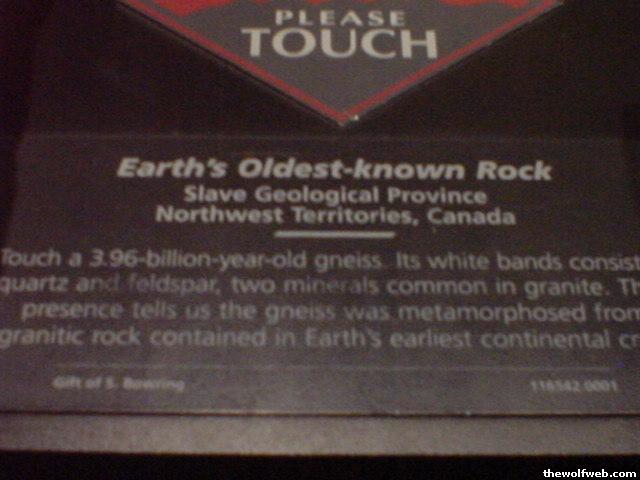 PLEASE
TOUCH
Earth's Oldest-known Rock
Slave Geological Province
Northwest Territories, Canada
Touch a 3.96-billion-year-old gneiss. Its white bands consist
quartz and feldspar, two minerals common in granite. Th
presence tells us the gneiss was metamorphosed from
granitic rock contained in Earth's earliest continental cr
Gift of S. Bowring
116542.0001
thewolfweb.com